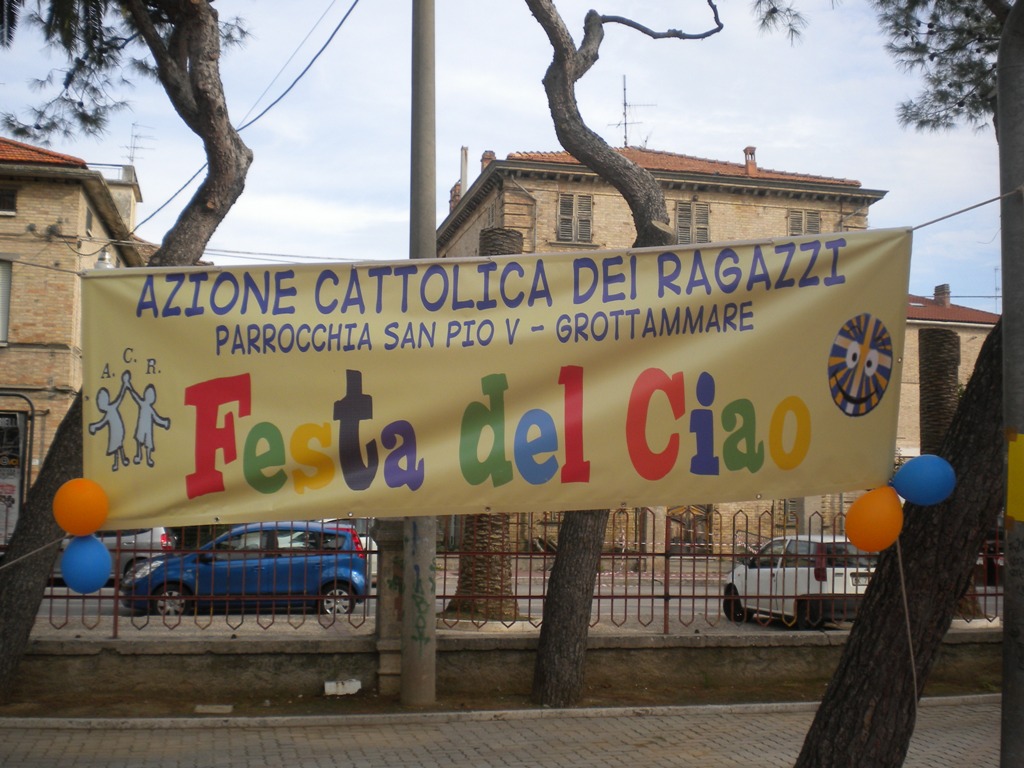 AZIONE CATTOLICA DEI RAGAZZI
PARROCCHIA SAN PIO V - GROTTAMMARE
A. C. R.
Festa del Ciao